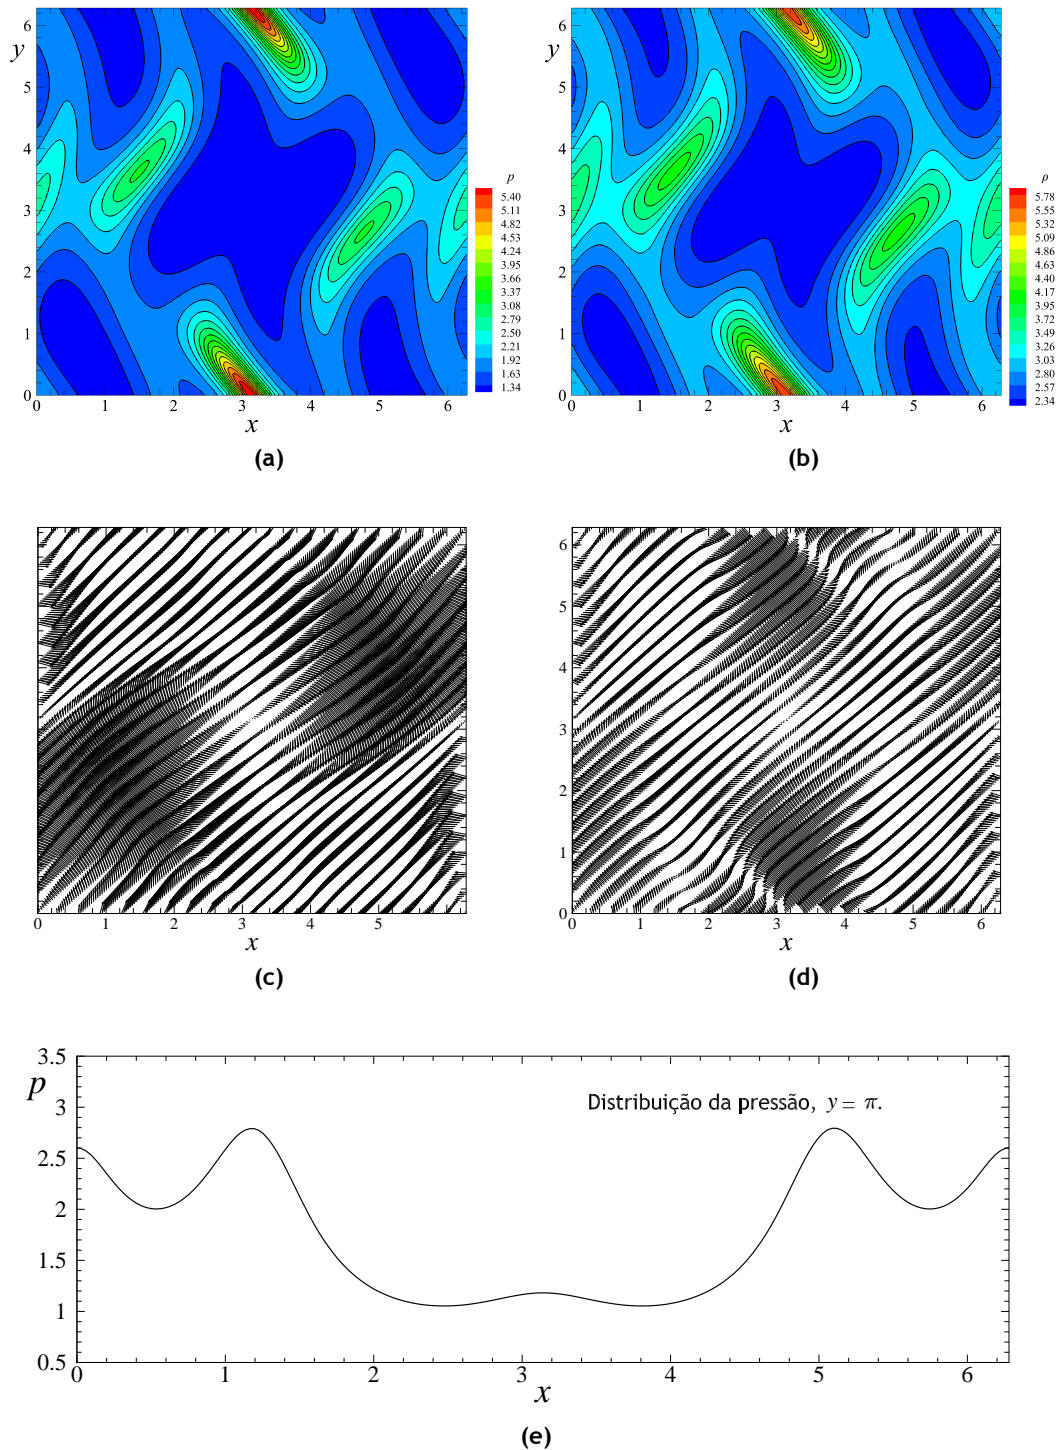 6
y
5
4
3
2
1
0
0 1 2 3 4 5 6
x
p
5.40
5.11
4.82
4.53
4.24
3.95
3.66
3.37
3.08
2.79
2.50
2.21
1.92
1.63
1.34
(a)
6
y
5
4
3
2
1
0
0 1 2 3 4 5 6
x
ρ
5.78
5.55
5.32
5.09
4.86
4.63
4.40
4.17
3.95
3.72
3.49
3.26
3.03
2.80
2.57
2.34
(b)
0 1 2 3 4 5
x
(c)
6
5
4
3
2
1
0
0 1 2 3 4 5 6
x
(d)
3.5
p
3
2.5
2
1.5
1
0.5
Distribuição da pressão, y = π.
0 1 2 3 4 5 6
x
(e)